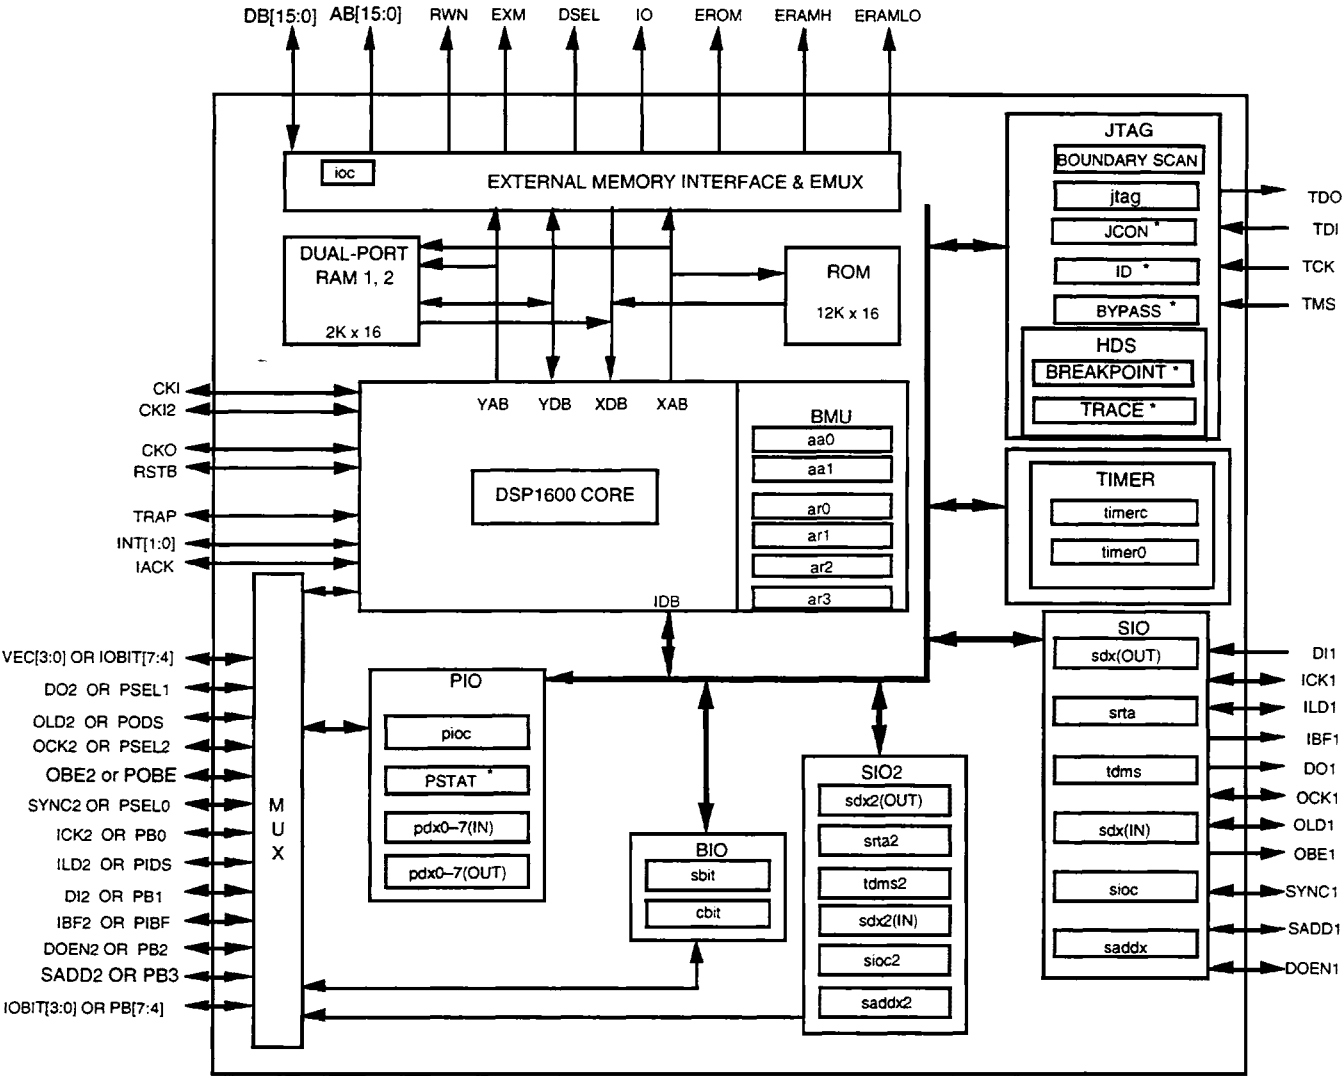 DB[15:0] AB[15:0] RWN EXM DSEL IO EROM ERAMH ERAMLO
ioc
EXTERNAL MEMORY INTERFACE & EMUX
DUAL-PORT
RAM 1, 2
2K x 16
ROM
12K x 16
JTAG
BOUNDARY SCAN
jtag
JCON *
ID *
BYPASS *
HDS
BREAKPOINT *
TRACE *
TDO
TDI
TCK
TMS
CKI
CKI2
CKO
RSTB
TRAP
INT[1:0]
IACK
YAB YDB XDB XAB
DSP1600 CORE
IDB
BMU
aa0
aa1
ar0
ar1
ar2
ar3
TIMER
timerc
timer0
SIO
sdx(OUT)
srta
tdms
sdx(IN)
sioc
saddx
DI1
ICK1
ILD1
IBF1
DO1
OCK1
OLD1
OBE1
SYNC1
SADD1
DOEN1
VEC[3:0] OR IOBIT[7:4]
DO2 OR PSEL1
OLD2 OR PODS
OCK2 OR PSEL2
OBE2 or POBE
SYNC2 OR PSEL0
ICK2 OR PB0
ILD2 OR PIDS
DI2 OR PB1
IBF2 OR PIBF
DOEN2 OR PB2
SADD2 OR PB3
IOBIT[3:0] OR PB[7:4]
M
U
X
PIO
pioc
PSTAT *
pdx0–7(IN)
pdx0–7(OUT)
BIO
sbit
cbit
SIO2
sdx2(OUT)
srta2
tdms2
sdx2(IN)
sioc2
saddx2